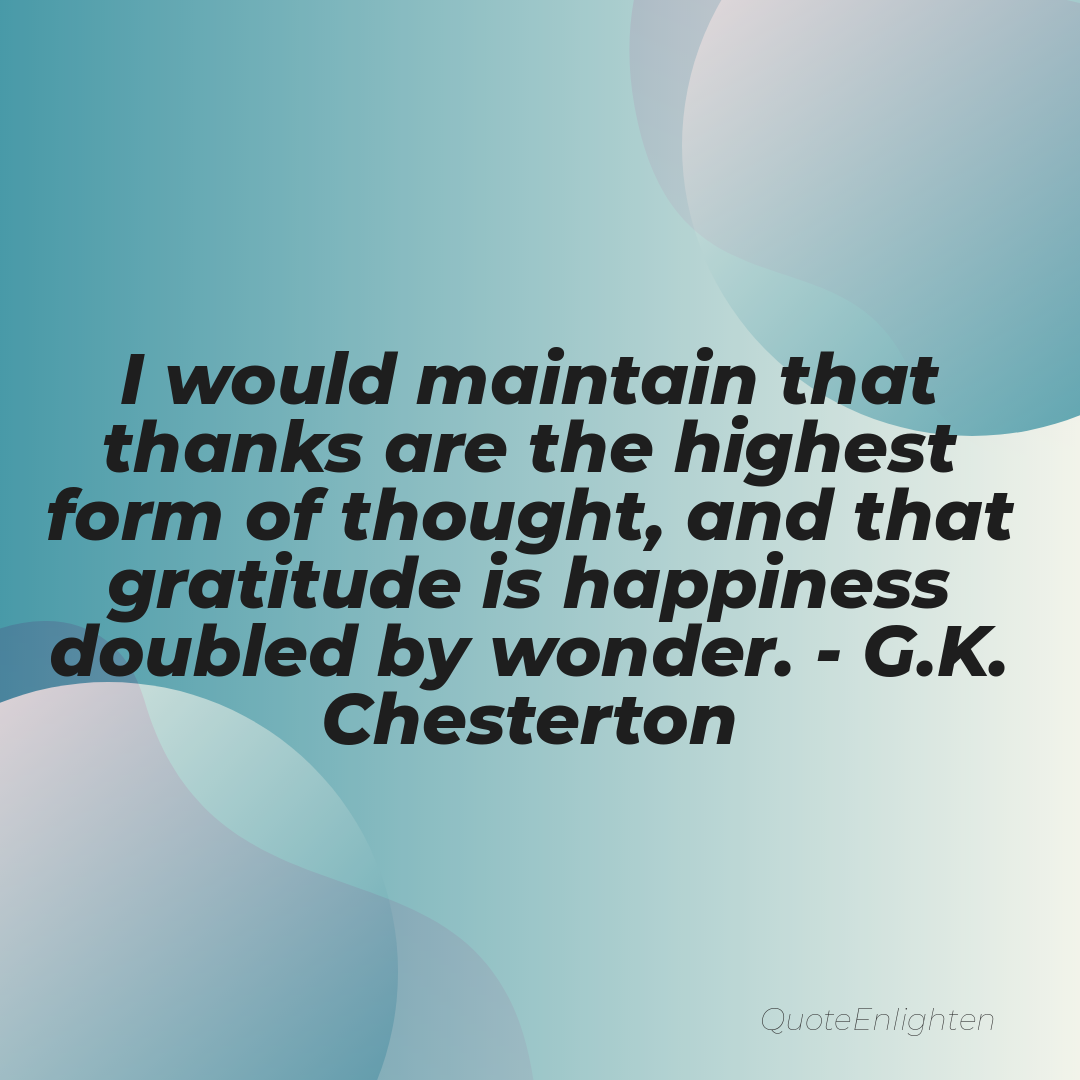 I would maintain that
thanks are the highest
form of thought, and that
gratitude is happiness
doubled by wonder. - G.K.
Chesterton
QuoteEnlighten